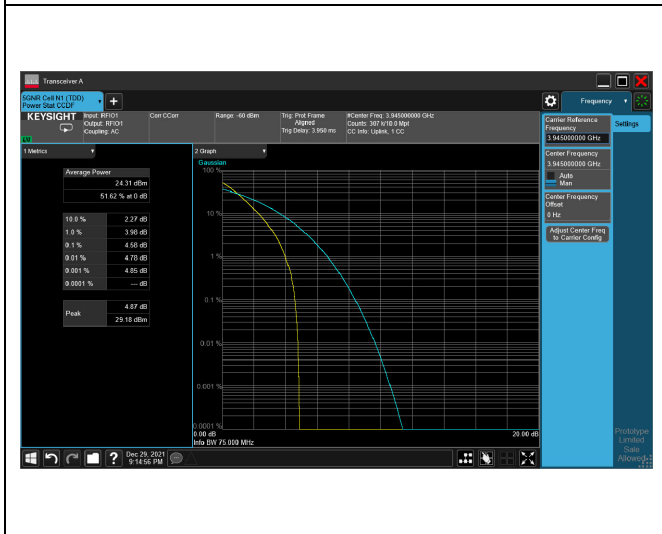 Transceiver A
5GNR Cell N1 (TDD)
Power Stat CCDF
Frequency
KEYSIGHT
Input: RFIO1
Output: RFIO1
Coupling: AC
Corr CCorr
Range: -60 dBm
Trig: Prot Frame
Aligned
Trig Delay: 3.950 ms
#Center Freq: 3.945000000 GHz
Counts: 307 k/10.0 Mpt
CC Info: Uplink, 1 CC
1 Metrics
Average Power
24.31 dBm
51.62 % at 0 dB
10.0 % 2.27 dB
1.0 % 3.98 dB
0.1 % 4.58 dB
0.01 % 4.78 dB
0.001 % 4.85 dB
0.0001 % --- dB
Peak
4.87 dB
29.18 dBm
2 Graph
Gaussian
100 %
10 %
1 %
0.1 %
0.01 %
0.001 %
0.0001 %
0.00 dB 20.00 dB
Info BW 75.000 MHz
Carrier Reference
Frequency
3.945000000 GHz
Center Frequency
3.945000000 GHz
Auto
Man
Center Frequency
Offset
0 Hz
Adjust Center Freq
to Carrier Config
Settings
Prototype
Limited
Sale
Allowed
Dec 29, 2021
9:14:56 PM